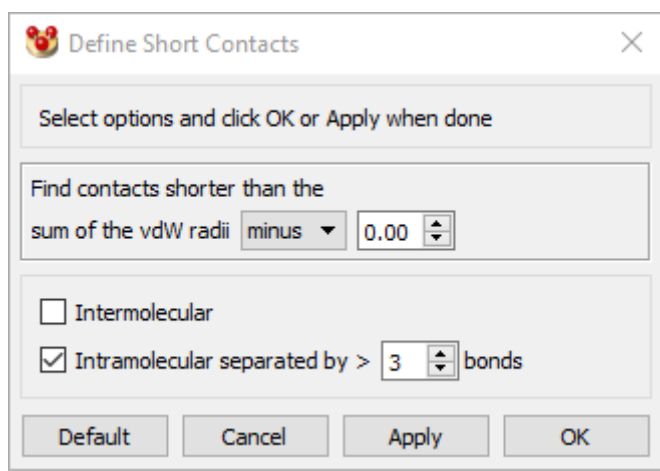 Define Short Contacts
Select options and click OK or Apply when done
Find contacts shorter than the
sum of the vdW radii minus 0.00
Intermolecular
Intramolecular separated by > 3 bonds
Default Cancel Apply OK